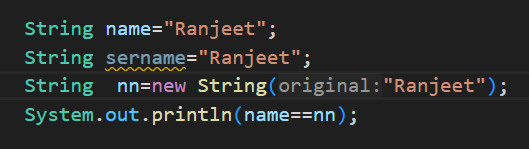 String name="Ranjeet";
String sername="Ranjeet";
String  nn=new String(original:"Ranjeet");
System.out.println(name==nn);